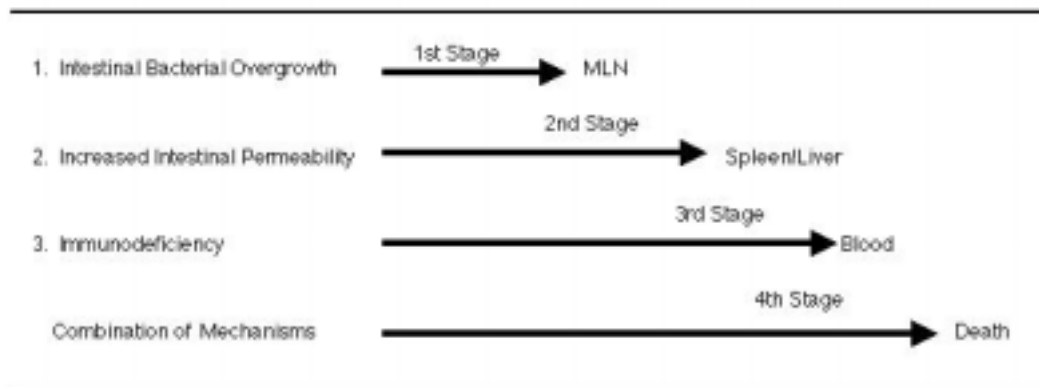 1st Stage
1. Intestinal Bacterial Overgrowth MLN
2nd Stage
2. Increased Intestinal Permeability Spleen/Liver
3rd Stage
3. Immunodeficiency Blood
4th Stage
Combination of Mechanisms Death